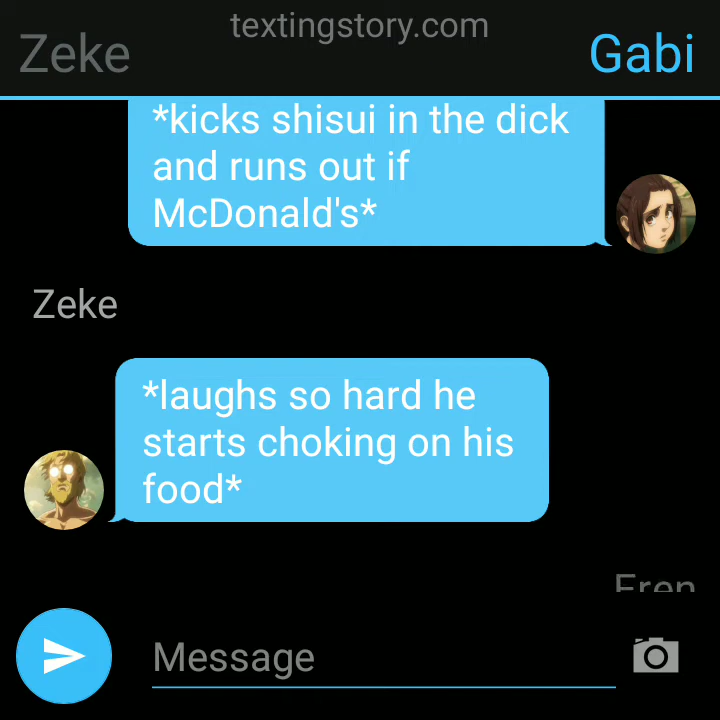 textingstory.com
Zeke
Gabi
*kicks shisui in the dick
and runs out if
McDonald's*
Zeke
*laughs so hard he
starts choking on his
food*
Eren
Message